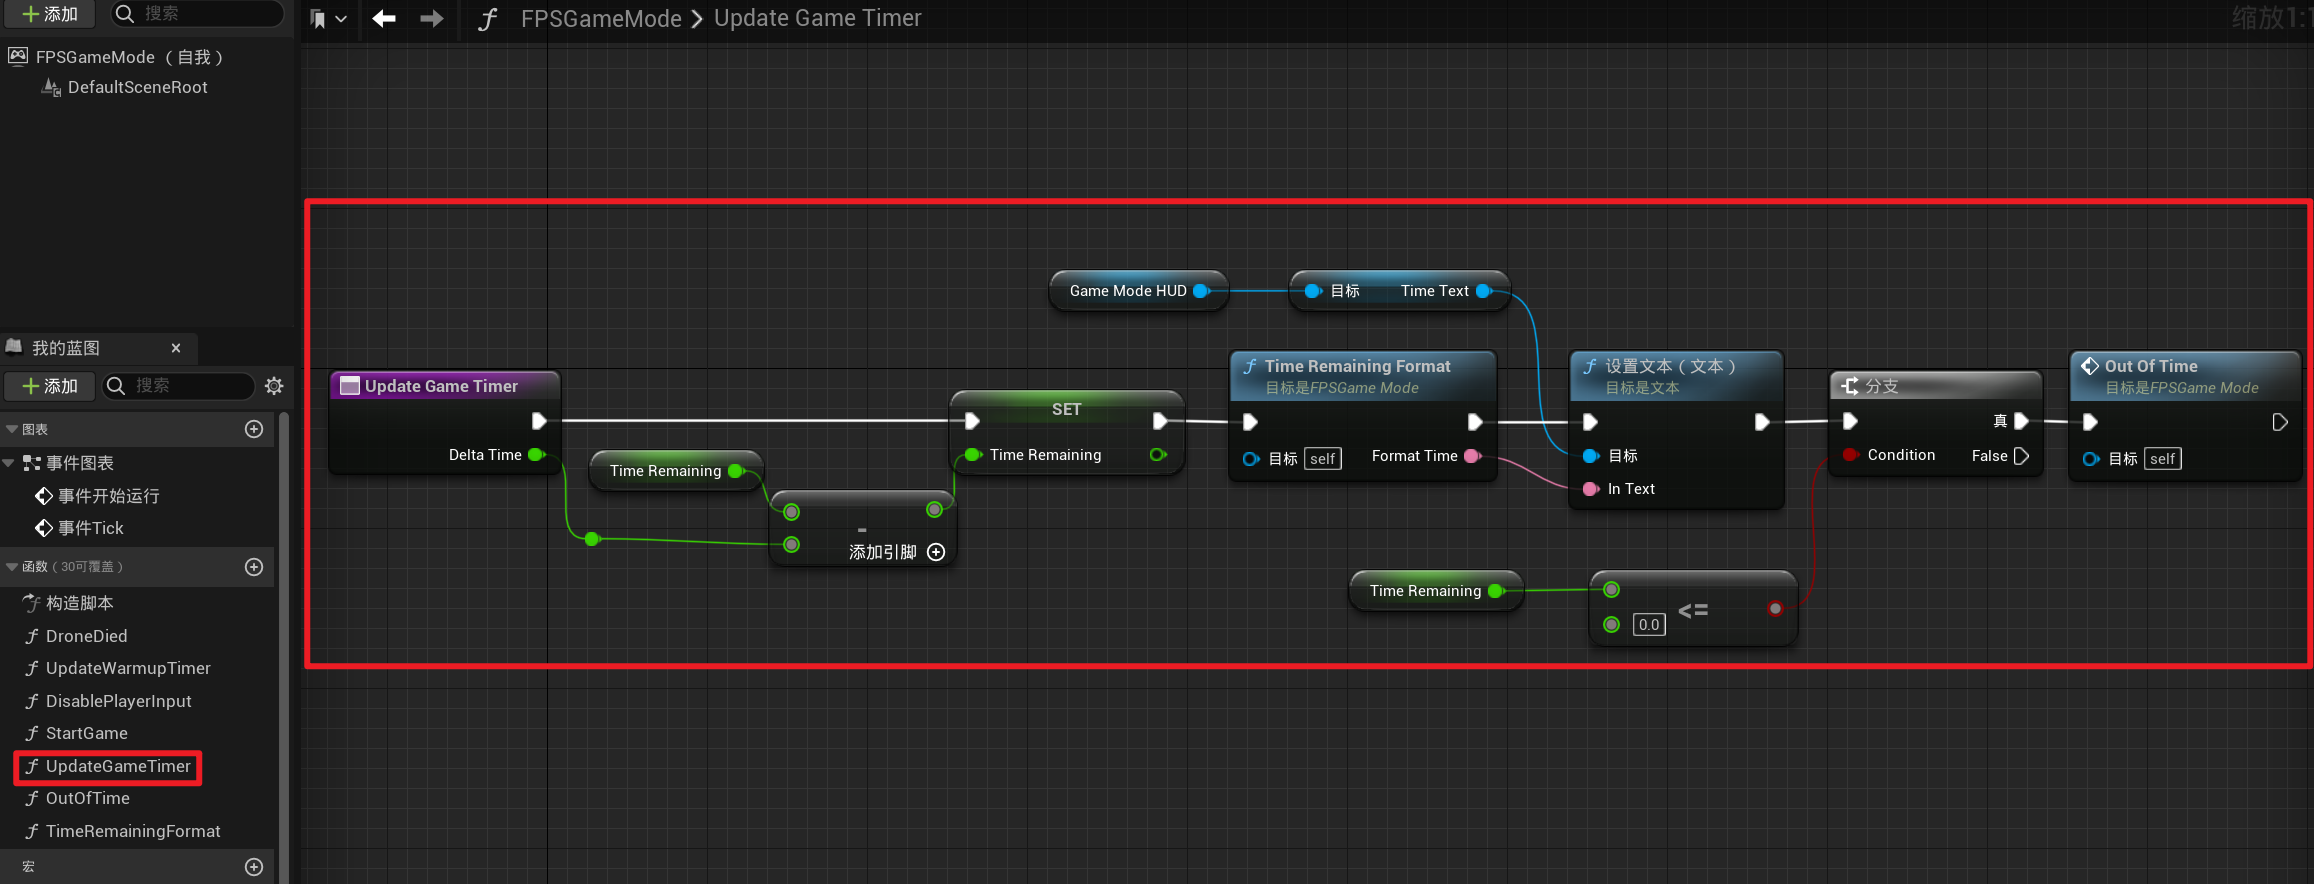 添加
搜索
FPSGameMode（自我）
DefaultSceneRoot
我的蓝图
添加
搜索
图表
事件图表
事件开始运行
事件Tick
函数（30可覆盖）
构造脚本
DroneDied
UpdateWarmupTimer
DisablePlayerInput
StartGame
UpdateGameTimer
OutOfTime
TimeRemainingFormat
宏
FPSGameMode > Update Game Timer
缩放1:1
Game Mode HUD
目标 Time Text
Update Game Timer
Delta Time
Time Remaining
-
添加引脚
SET
Time Remaining
Time Remaining Format
目标是FPSGame Mode
目标 self Format Time
设置文本（文本）
目标是文本
目标
In Text
Time Remaining
0.0 <=
分支
真
Condition False
Out Of Time
目标是FPSGame Mode
目标 self